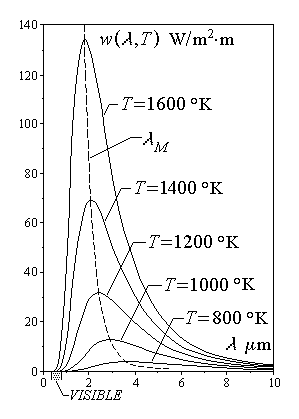 140
w(λ,T) W/m²·m
120
T=1600 °K
100
λM
80
T=1400 °K
60
T=1200 °K
40
T=1000 °K
20
T=800 °K
λ μm
0
0 2 4 6 8 10
VISIBLE